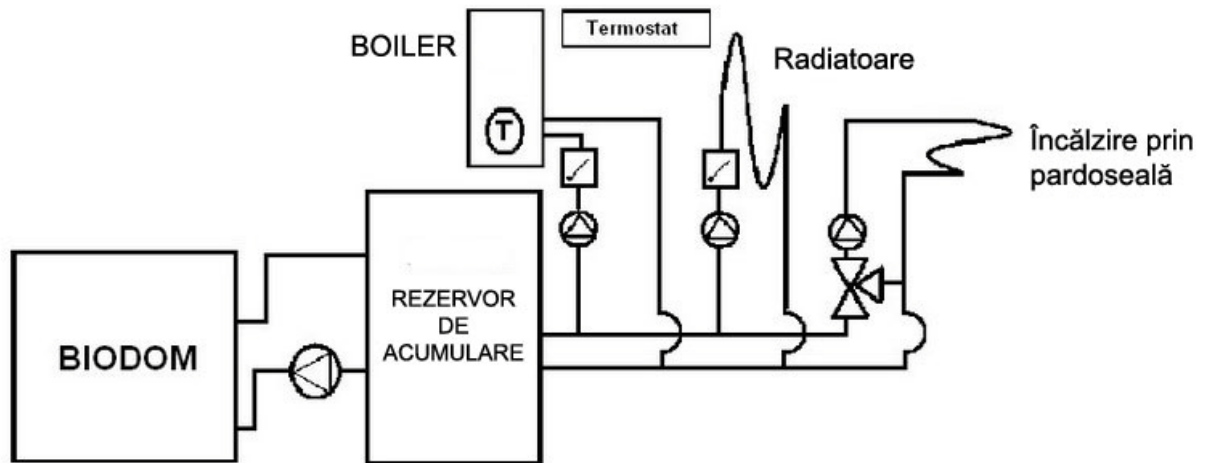 Termostat
BOILER
Radiatoare
T
Încălzire prin
pardoseală
REZERVOR
DE
ACUMULARE
BIODOM